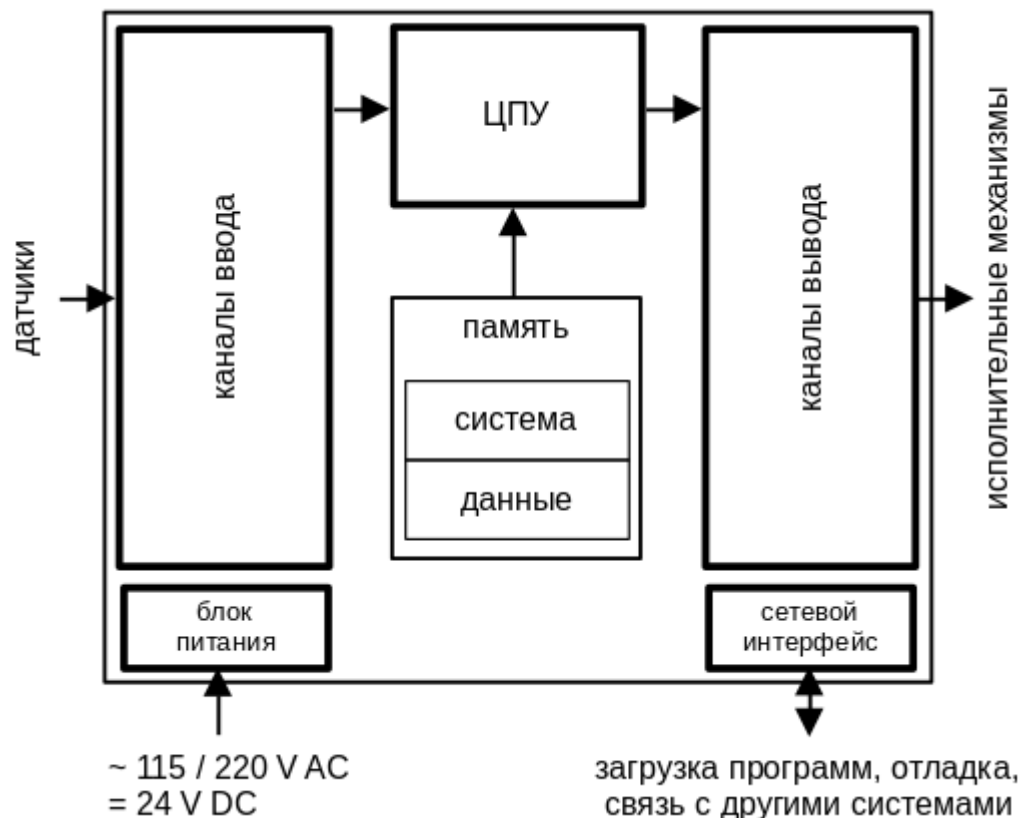 датчики
каналы ввода
ЦПУ
память
система
данные
каналы вывода
исполнительные механизмы
блок
питания
сетевой
интерфейс
~ 115 / 220 V AC
= 24 V DC
загрузка программ, отладка,
связь с другими системами